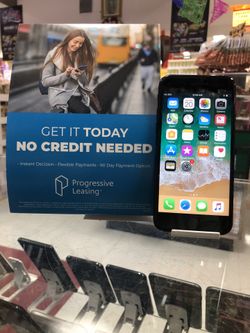 GET IT TODAY
NO CREDIT NEEDED
Instant Decision - Flexible Payments - 90 Day Payment Option
Progressive
Leasing